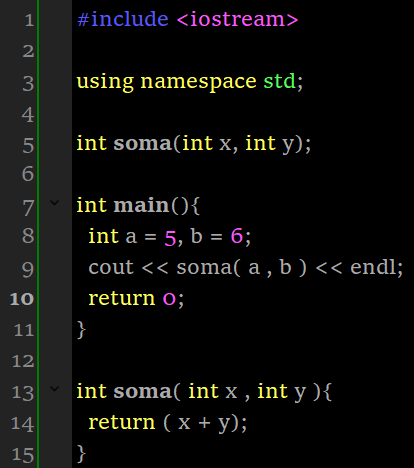 1 #include <iostream>
2
3 using namespace std;
4
5 int soma(int x, int y);
6
7 int main(){
8 int a = 5, b = 6;
9 cout << soma( a , b ) << endl;
10 return 0;
11 }
12
13 int soma( int x , int y ){
14 return ( x + y);
15 }